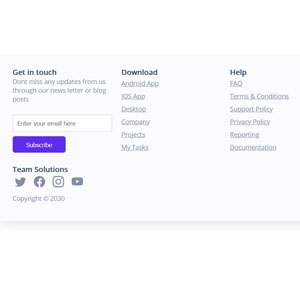 Get in touch
Dont miss any updates from us
through our news letter or blog
posts
Enter your email here
Subscribe
Team Solutions
Copyright © 2030
Download
Android App
IOS App
Desktop
Company
Projects
My Tasks
Help
FAQ
Terms & Conditions
Support Policy
Privacy Policy
Reporting
Documentation